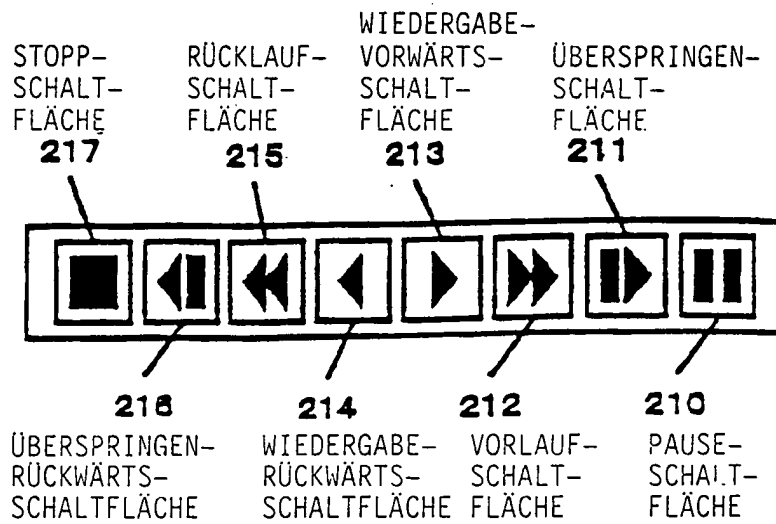 STOPP-
SCHALT-
FLÄCHE
217
RÜCKLAUF-
SCHALT-
FLÄCHE
215
WIEDERGABE-
VORWÄRTS-
SCHALT-
FLÄCHE
213
ÜBERSPRINGEN-
SCHALT-
FLÄCHE
211
216
ÜBERSPRINGEN-
RÜCKWÄRTS-
SCHALTFLÄCHE
214
WIEDERGABE-
RÜCKWÄRTS-
SCHALTFLÄCHE
212
VORLAUF-
SCHALT-
FLÄCHE
210
PAUSE-
SCHALT-
FLÄCHE